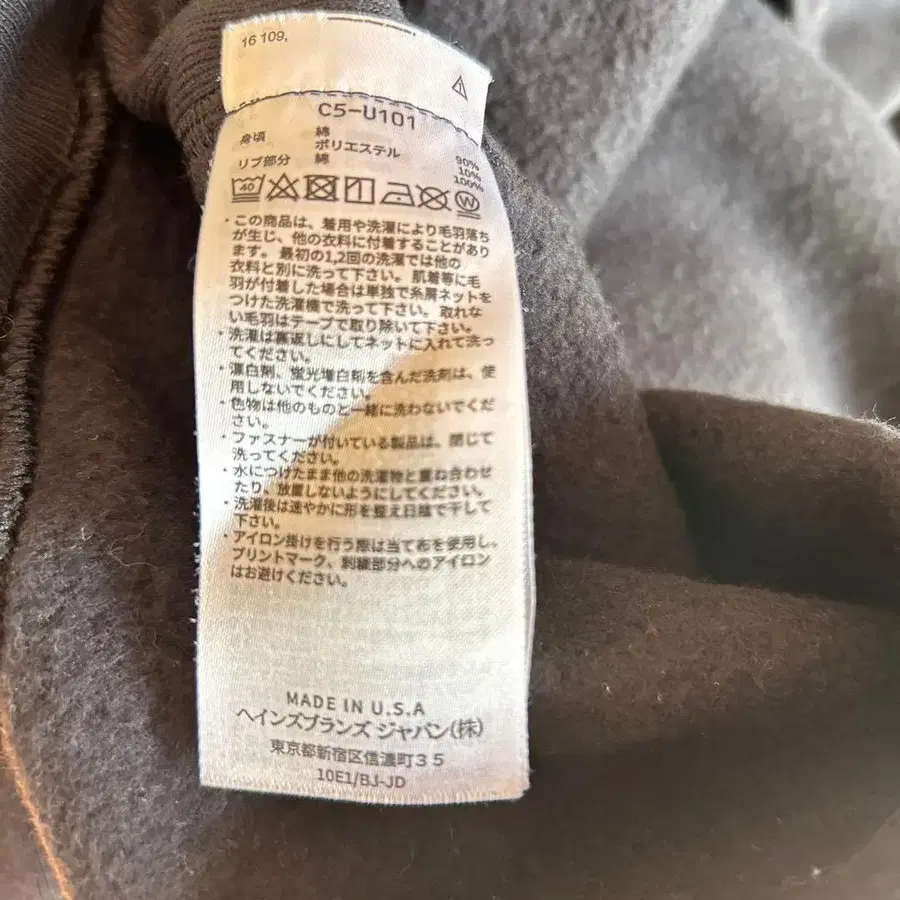 16 109,
C5-U101
身頃 綿 90%
ポリエステル 10%
リブ部分 綿 100%
40 W
・この商品は、着用や洗濯により毛羽落ち
が生じ、他の衣料に付着することがあり
ます。最初の1,2回の洗濯では他の
衣料と別に洗って下さい。肌着等に毛
羽が付着した場合は単独で糸屑ネットを
つけた洗濯機で洗って下さい。取れな
い毛羽はテープで取り除いて下さい。
・洗濯は裏返しにしてネットに入れて洗っ
てください。
・漂白剤、蛍光増白剤を含んだ洗剤は、使
用しないでください。
・色物は他のものと一緒に洗わないでくだ
さい。
・ファスナーが付いている製品は、閉じて
洗ってください。
・水につけたまま他の洗濯物と重ね合わせ
たり、放置しないようにしてください。
・洗濯後は速やかに形を整え日陰で干して
下さい。
・アイロン掛けを行う際は当て布を使用し、
プリントマーク、刺繍部分へのアイロン
はお避けください。
MADE IN U.S.A
ヘインズブランズ ジャパン(株)
東京都新宿区信濃町35
10E1/BJ-JD